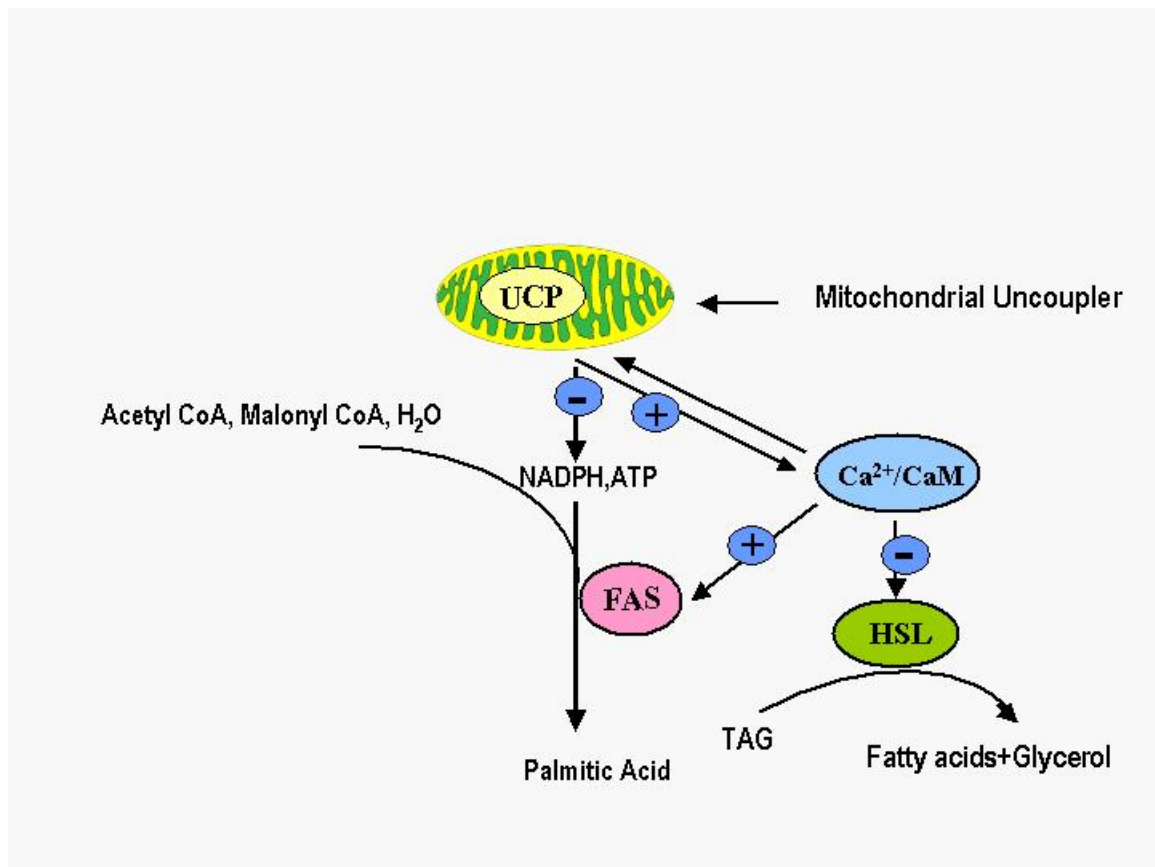 UCP
Mitochondrial Uncoupler
-
+
Acetyl CoA, Malonyl CoA, H₂O
NADPH,ATP
Ca²⁺/CaM
+
-
FAS
HSL
TAG
Fatty acids+Glycerol
Palmitic Acid